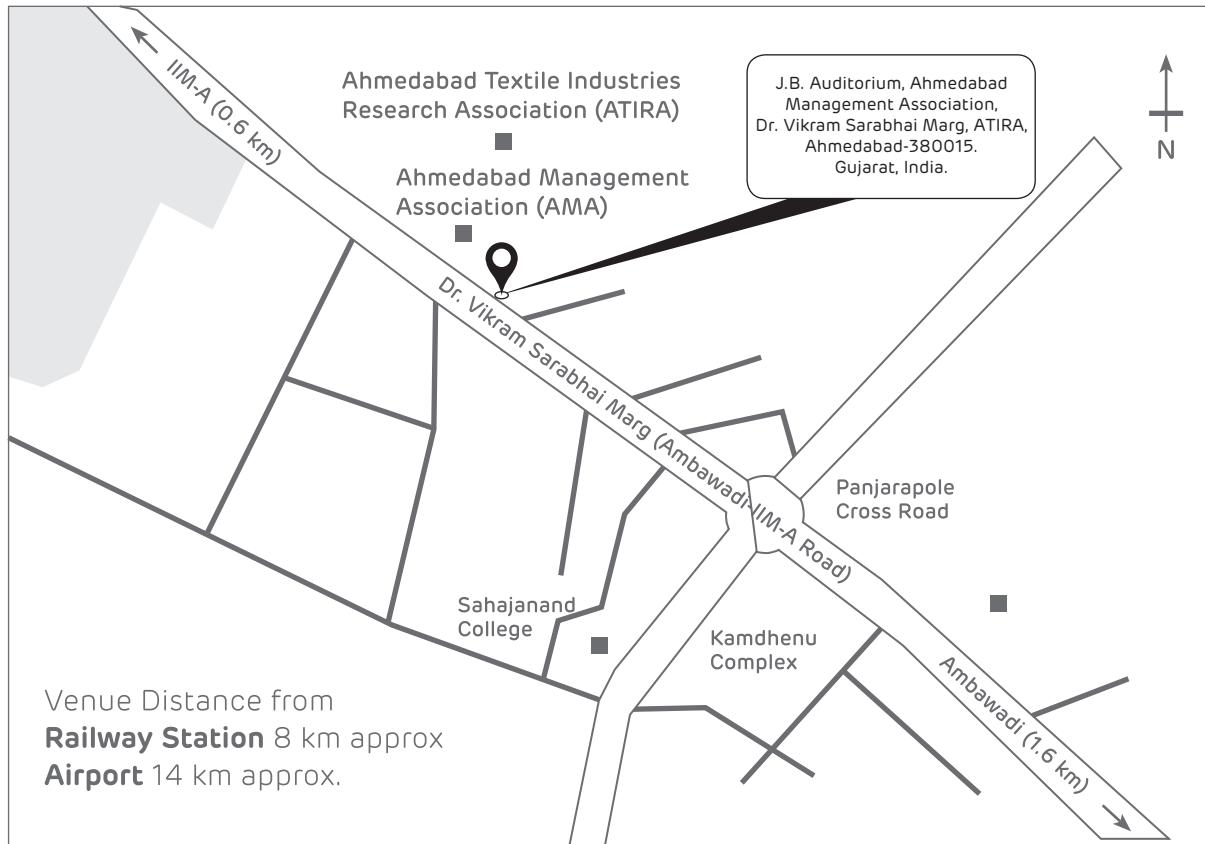 IIM-A (0.6 km)
Ahmedabad Textile Industries
Research Association (ATIRA)
Ahmedabad Management
Association (AMA)
J.B. Auditorium, Ahmedabad
Management Association,
Dr. Vikram Sarabhai Marg, ATIRA,
Ahmedabad-380015.
Gujarat, India.
N
Dr. Vikram Sarabhai Marg (Ambawadi-IIM-A Road)
Panjarapole
Cross Road
Sahajanand
College
Kamdhenu
Complex
Ambawadi (1.6 km)
Venue Distance from
Railway Station 8 km approx
Airport 14 km approx.